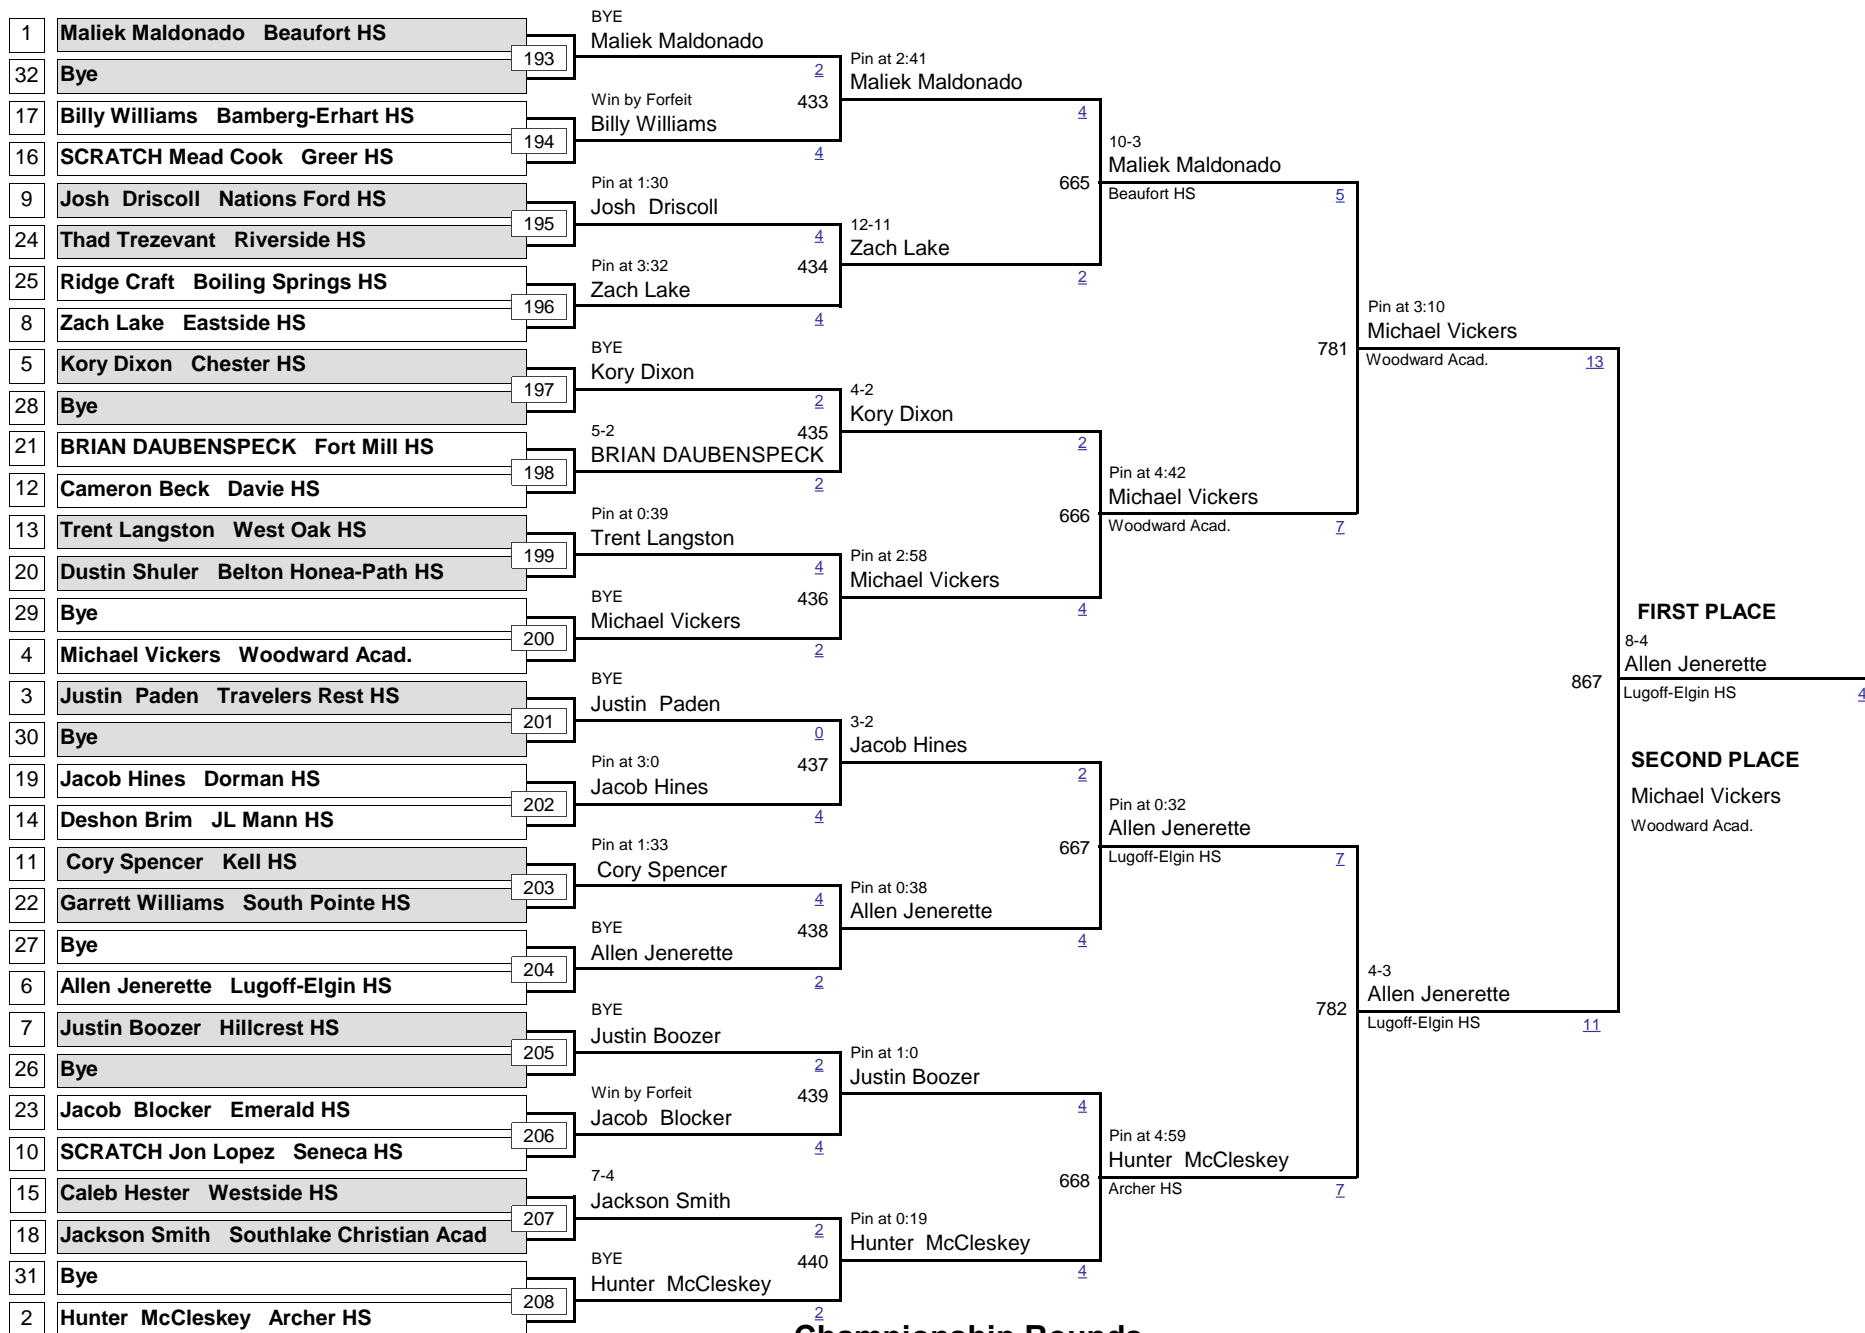 1 Maliek Maldonado Beaufort HS
32 Bye
193
17 Billy Williams Bamberg-Erhart HS
16 SCRATCH Mead Cook Greer HS
194
9 Josh Driscoll Nations Ford HS
24 Thad Trezevant Riverside HS
195
25 Ridge Craft Boiling Springs HS
8 Zach Lake Eastside HS
196
5 Kory Dixon Chester HS
28 Bye
197
21 BRIAN DAUBENSPECK Fort Mill HS
12 Cameron Beck Davie HS
198
13 Trent Langston West Oak HS
20 Dustin Shuler Belton Honea-Path HS
199
29 Bye
4 Michael Vickers Woodward Acad.
200
3 Justin Paden Travelers Rest HS
30 Bye
201
19 Jacob Hines Dorman HS
14 Deshon Brim JL Mann HS
202
11 Cory Spencer Kell HS
22 Garrett Williams South Pointe HS
203
27 Bye
6 Allen Jenerette Lugoff-Elgin HS
204
7 Justin Boozer Hillcrest HS
26 Bye
205
23 Jacob Blocker Emerald HS
10 SCRATCH Jon Lopez Seneca HS
206
15 Caleb Hester Westside HS
18 Jackson Smith Southlake Christian Acad
207
31 Bye
2 Hunter McCleskey Archer HS
208
BYE
Maliek Maldonado
2
433
Win by Forfeit
Billy Williams
4
Pin at 1:30
Josh Driscoll
4
434
Pin at 3:32
Zach Lake
4
BYE
Kory Dixon
2
435
5-2
BRIAN DAUBENSPECK
2
Pin at 0:39
Trent Langston
4
436
BYE
Michael Vickers
2
BYE
Justin Paden
0
437
Pin at 3:0
Jacob Hines
4
Pin at 1:33
Cory Spencer
4
438
BYE
Allen Jenerette
2
BYE
Justin Boozer
2
439
Win by Forfeit
Jacob Blocker
4
7-4
Jackson Smith
2
440
BYE
Hunter McCleskey
2
Pin at 2:41
Maliek Maldonado
4
665
12-11
Zach Lake
2
4-2
Kory Dixon
2
666
Pin at 2:58
Michael Vickers
4
3-2
Jacob Hines
2
667
Pin at 0:38
Allen Jenerette
4
Pin at 1:0
Justin Boozer
4
668
Pin at 0:19
Hunter McCleskey
4
10-3
Maliek Maldonado
Beaufort HS 5
781
Pin at 4:42
Michael Vickers
Woodward Acad. 7
Pin at 0:32
Allen Jenerette
Lugoff-Elgin HS 7
782
Pin at 4:59
Hunter McCleskey
Archer HS 7
Pin at 3:10
Michael Vickers
Woodward Acad. 13
867
4-3
Allen Jenerette
Lugoff-Elgin HS 11
FIRST PLACE
8-4
Allen Jenerette
Lugoff-Elgin HS 4
SECOND PLACE
Michael Vickers
Woodward Acad.
Championship Rounds